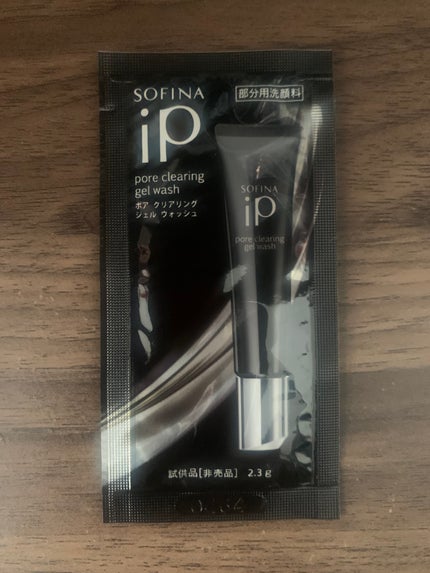 SOFINA
部分用洗顔料
iP
pore clearing
gel wash
ポア クリアリング
ジェル ウォッシュ
SOFINA
iP
pore clearing
gel wash
試供品[非売品] 2.3g